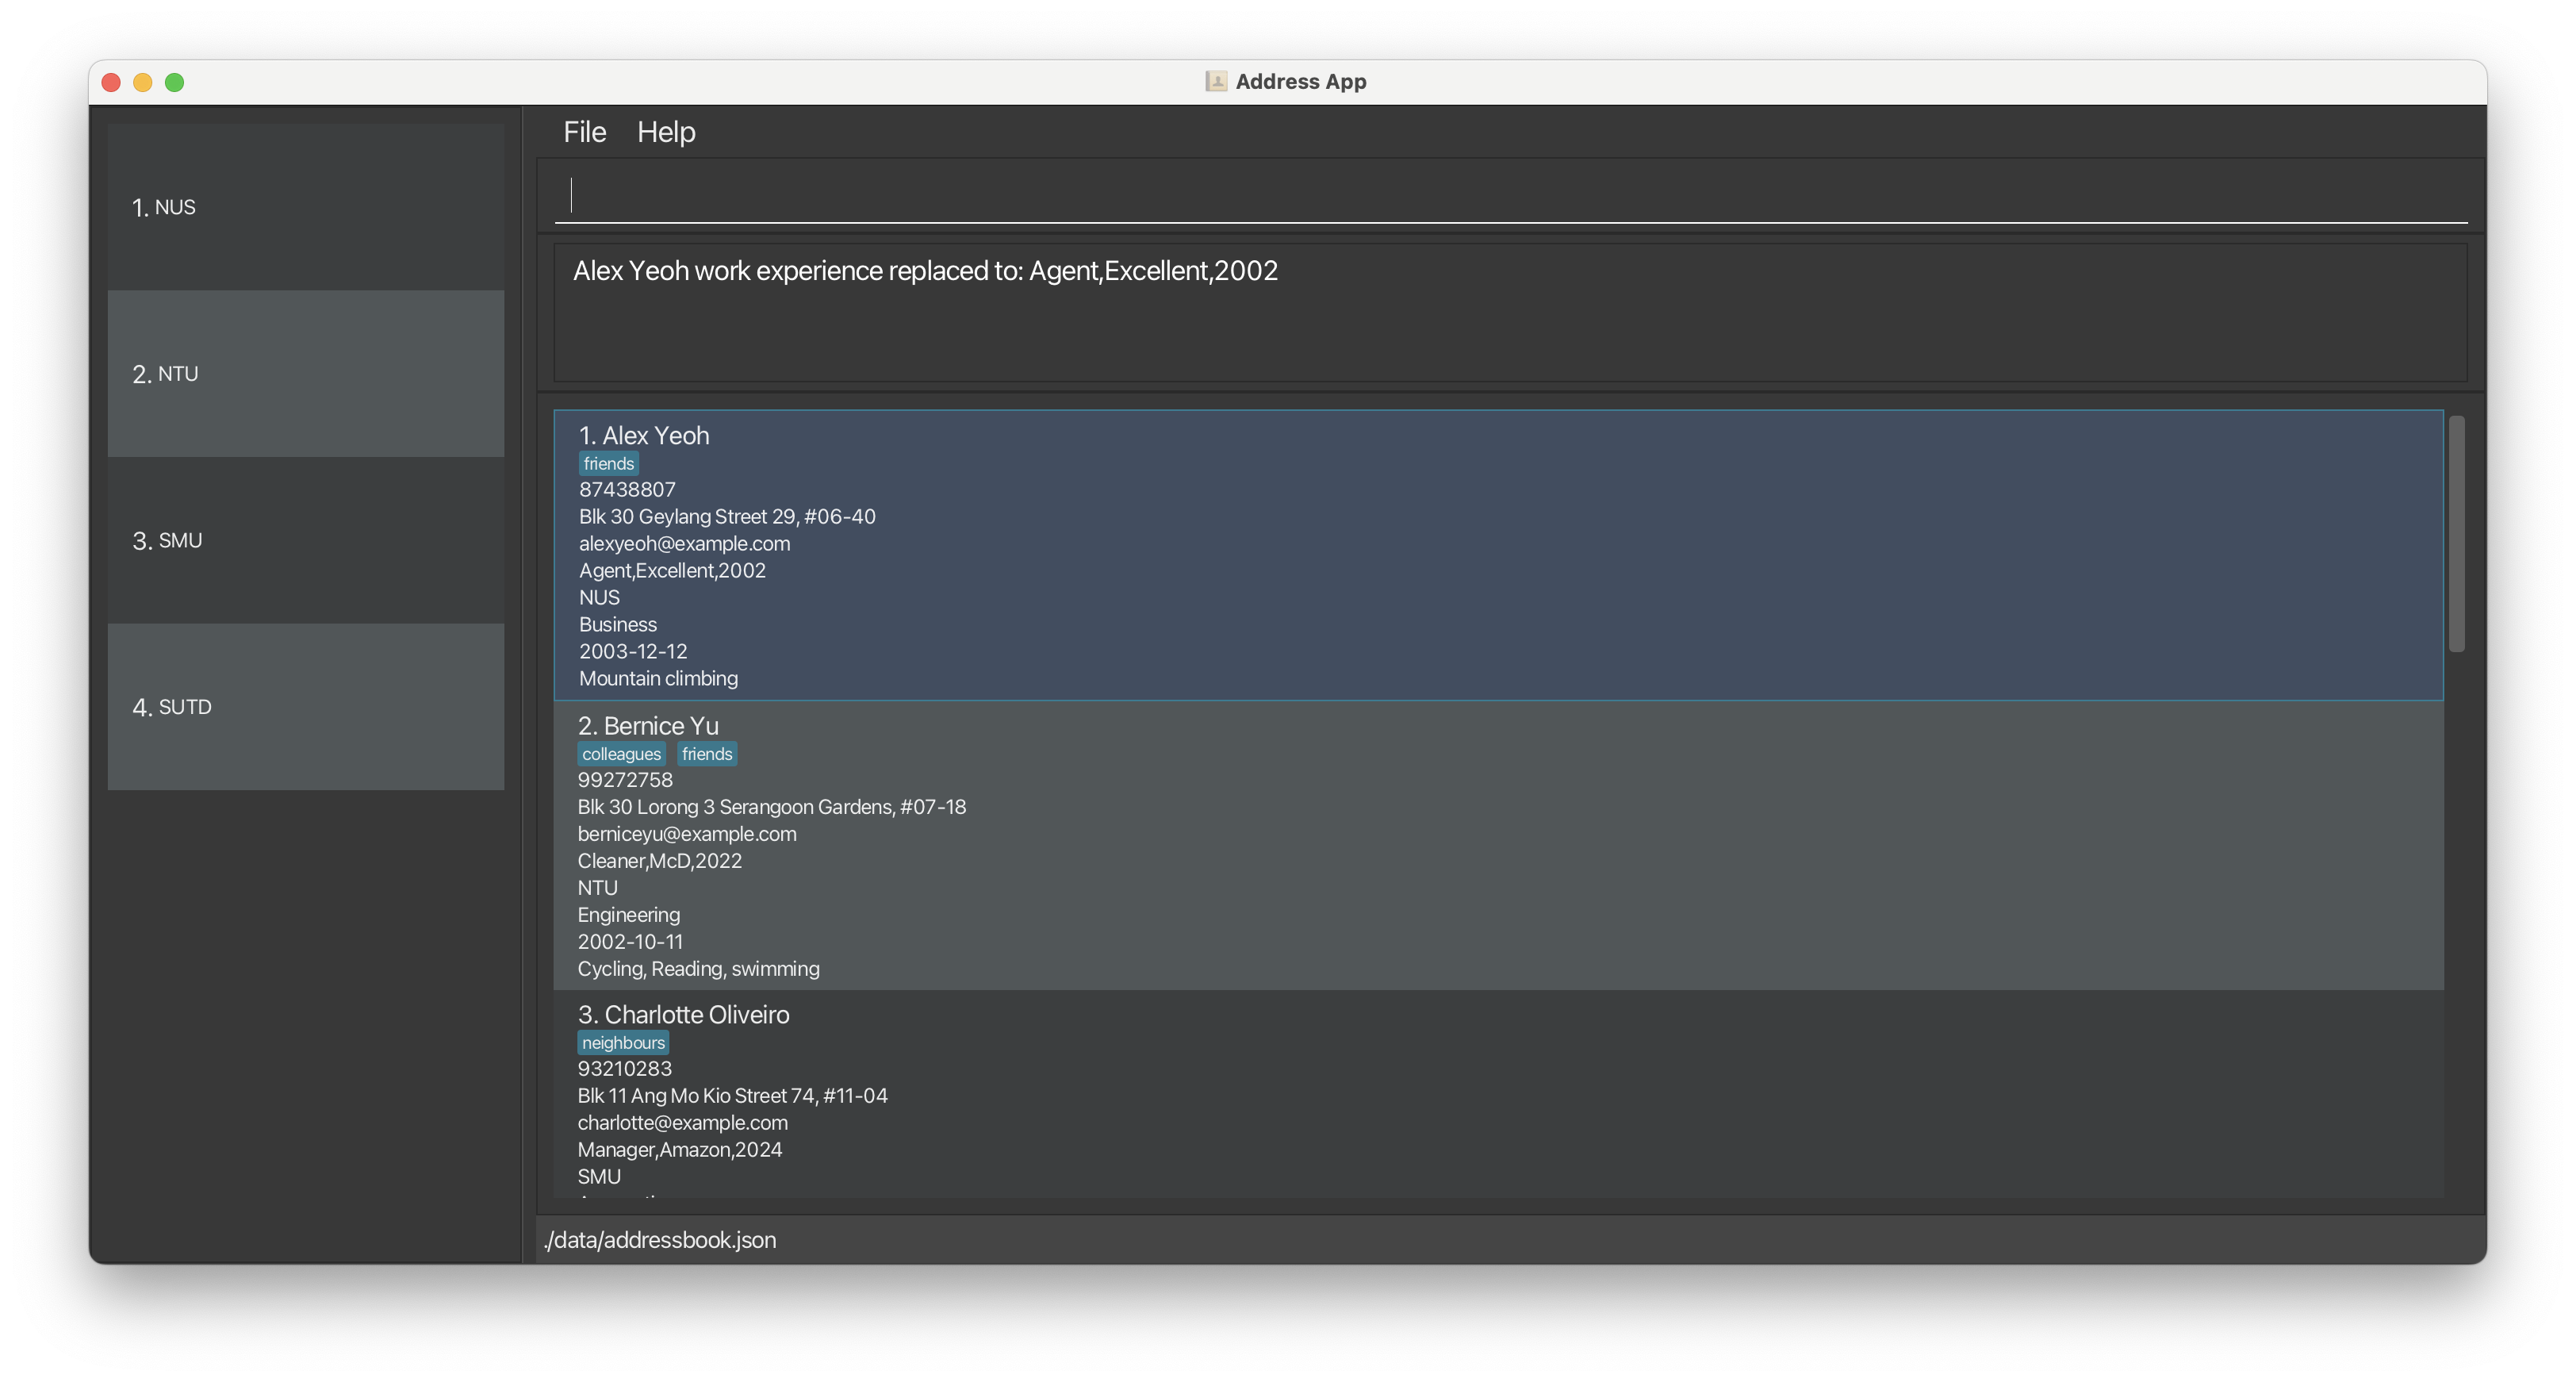 Address App
1. NUS
2. NTU
3. SMU
4. SUTD
File Help
Alex Yeoh work experience replaced to: Agent,Excellent,2002
1. Alex Yeoh
friends
87438807
Blk 30 Geylang Street 29, #06-40
alexyeoh@example.com
Agent,Excellent,2002
NUS
Business
2003-12-12
Mountain climbing
2. Bernice Yu
colleagues friends
99272758
Blk 30 Lorong 3 Serangoon Gardens, #07-18
berniceyu@example.com
Cleaner,McD,2022
NTU
Engineering
2002-10-11
Cycling, Reading, swimming
3. Charlotte Oliveiro
neighbours
93210283
Blk 11 Ang Mo Kio Street 74, #11-04
charlotte@example.com
Manager,Amazon,2024
SMU
./data/addressbook.json